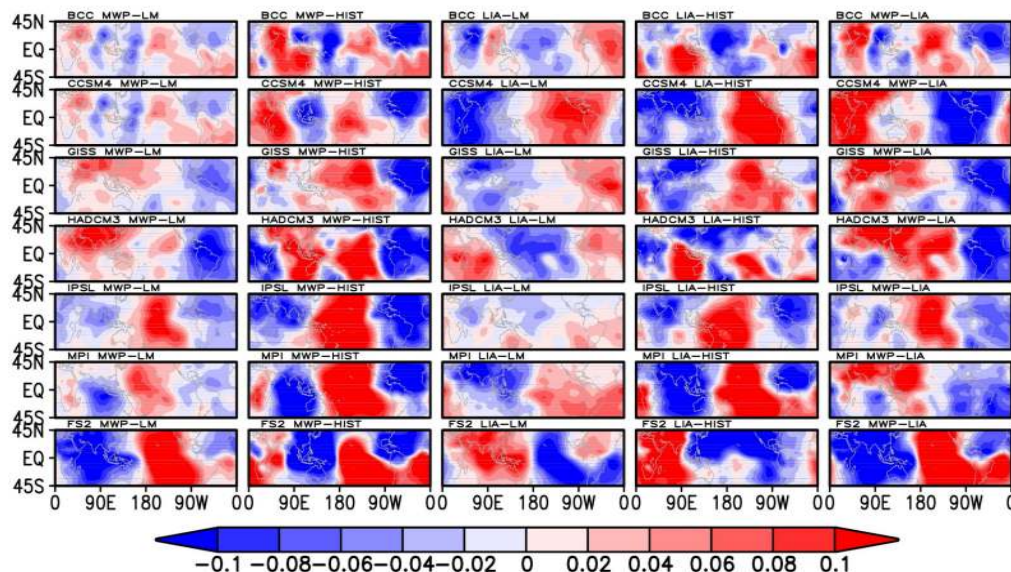 BCC MWP-LM BCC MWP-HIST BCC LIA-LM BCC LIA-HIST BCC MWP-LIA
45N
EQ
45S
CCSM4 MWP-LM CCSM4 MWP-HIST CCSM4 LIA-LM CCSM4 LIA-HIST CCSM4 MWP-LIA
45N
EQ
45S
GISS MWP-LM GISS MWP-HIST GISS LIA-LM GISS LIA-HIST GISS MWP-LIA
45N
EQ
45S
HADCM3 MWP-LM HADCM3 MWP-HIST HADCM3 LIA-LM HADCM3 LIA-HIST HADCM3 MWP-LIA
45N
EQ
45S
IPSL MWP-LM IPSL MWP-HIST IPSL LIA-LM IPSL LIA-HIST IPSL MWP-LIA
45N
EQ
45S
MPI MWP-LM MPI MWP-HIST MPI LIA-LM MPI LIA-HIST MPI MWP-LIA
45N
EQ
45S
FS2 MWP-LM FS2 MWP-HIST FS2 LIA-LM FS2 LIA-HIST FS2 MWP-LIA
45N
EQ
45S
0 90E 180 90W 0 0 90E 180 90W 0 0 90E 180 90W 0 0 90E 180 90W 0 0 90E 180 90W 0
-0.1 -0.08 -0.06 -0.04 -0.02 0 0.02 0.04 0.06 0.08 0.1